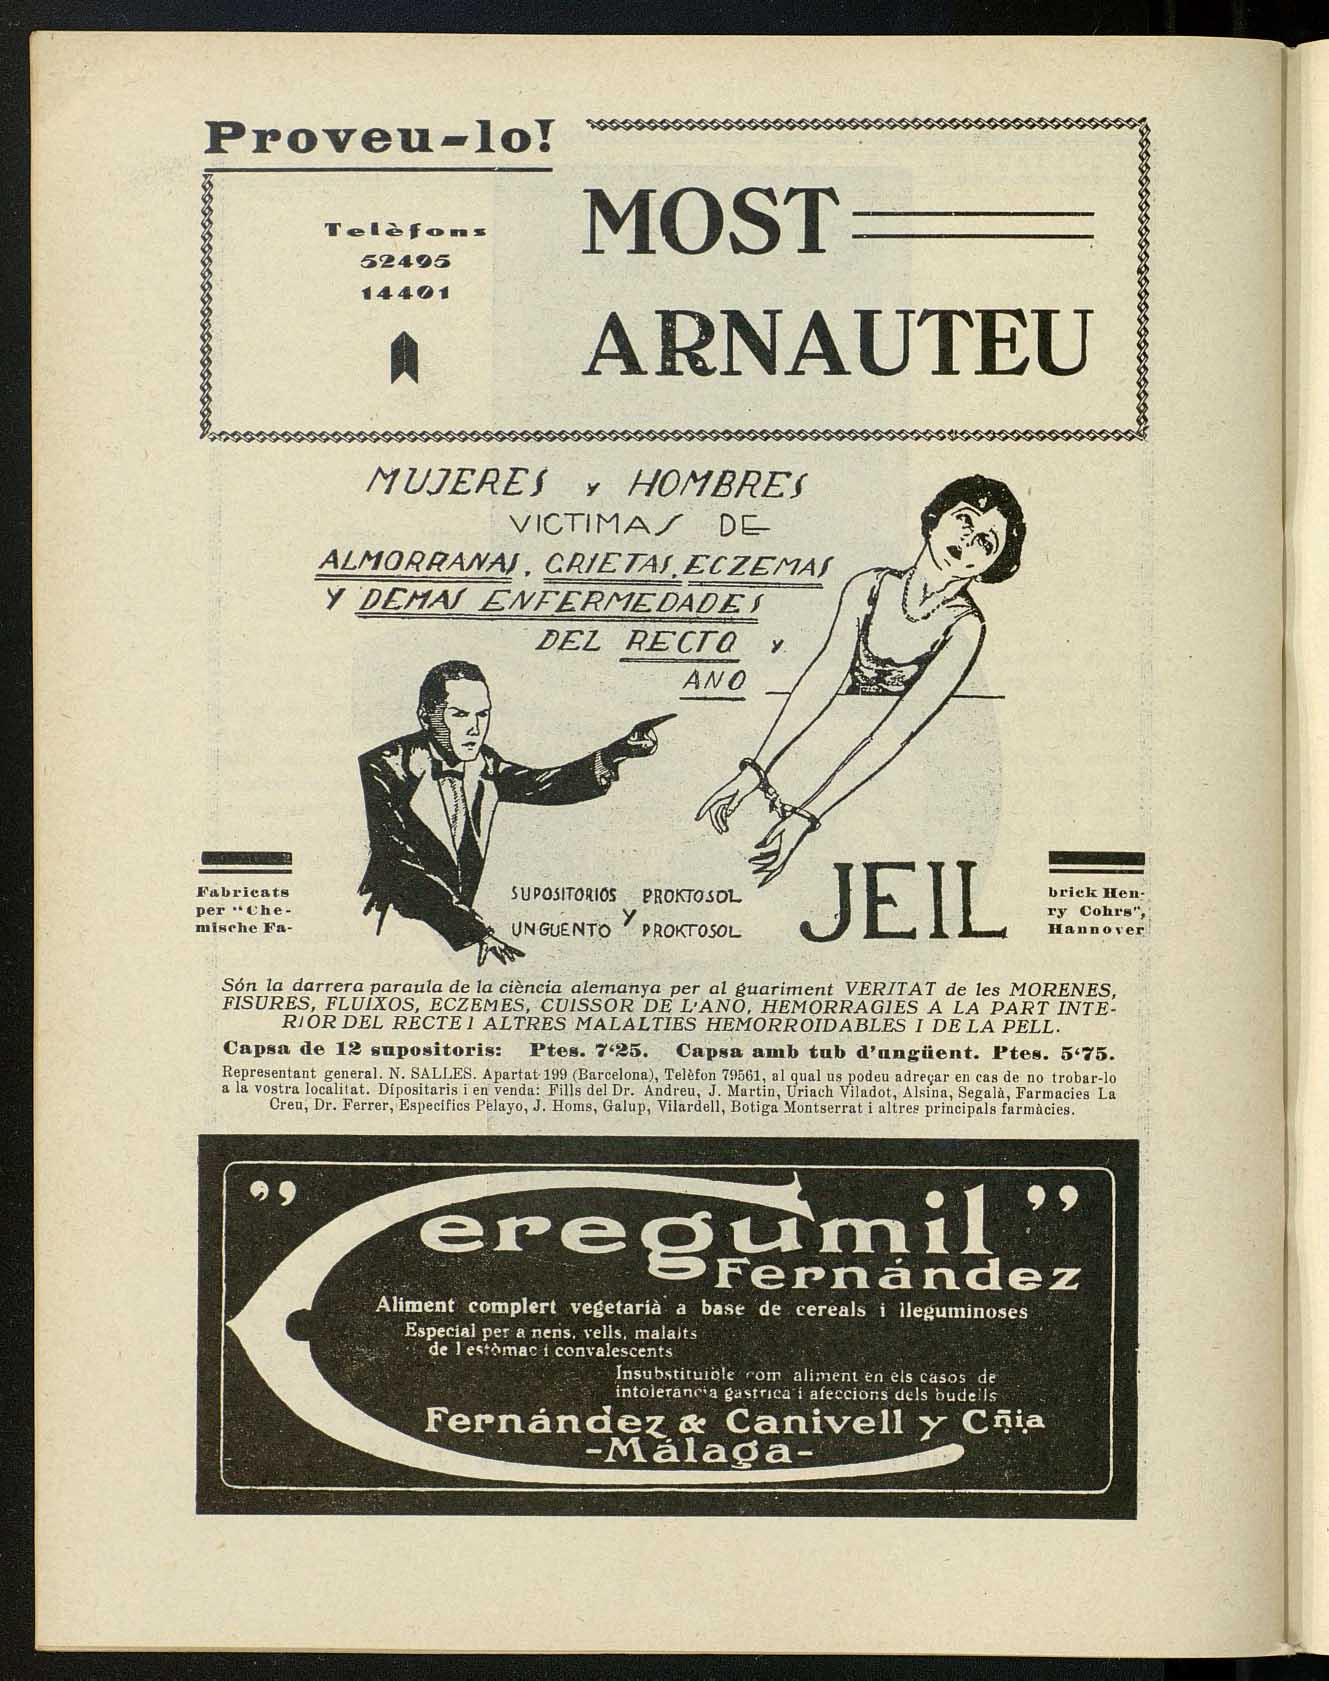 Proveu-lo!
Telèfons
52495
14401
MOST
ARNAUTEU
MUJERES Y HOMBRES
VICTIMAS DE
ALMORRANAS, GRIETAS, ECZEMAS
Y DEMAS ENFERMEDADES
DEL RECTO Y
ANO
Fabricats
per "Che-
mische Fa-
SUPOSITORIOS PROKTOSOL
Y
UNGUENTO PROKTOSOL
JEIL
brick Hen-
ry Cohrs",
Hannover
Són la darrera paraula de la ciència alemanya per al guariment VERITAT de les MORENES,
FISURES, FLUIXOS, ECZEMES, CUISSOR DE L'ANO, HEMORRAGIES A LA PART INTE-
RIOR DEL RECTE I ALTRES MALALTIES HEMORROIDABLES I DE LA PELL.
Capsa de 12 supositoris: Ptes. 7'25. Capsa amb tub d'ungüent. Ptes. 5'75.
Representant general. N. SALLES. Apartat 199 (Barcelona), Telèfon 79561, al qual us podeu adreçar en cas de no trobar-lo
a la vostra localitat. Dipositaris i en venda: Fills del Dr. Andreu, J. Martin, Uriach Viladot, Alsina, Segalà, Farmacies La
Creu, Dr. Ferrer, Especifics Pelayo, J. Homs, Galup, Vilardell, Botiga Montserrat i altres principals farmàcies.
"Ceregumil"
Fernández
Aliment complert vegetarià a base de cereals i lleguminoses
Especial per a nens, vells, malalts
de l'estòmac i convalescents
Insubstituible com aliment en els casos de
intolerancia gastrica i afeccions dels budells
Fernández & Canivell y Cñia
-Málaga-